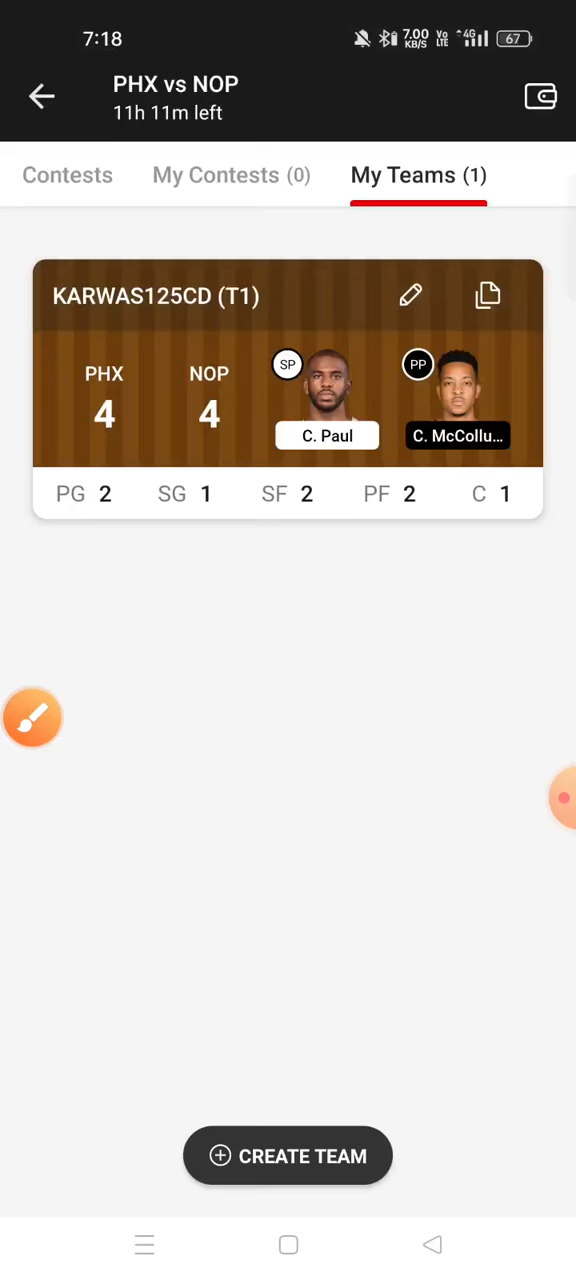 7:18
7.00 KB/S Vo LTE 4G 67
PHX vs NOP
11h 11m left
Contests My Contests (0) My Teams (1)
KARWAS125CD (T1)
PHX NOP SP PP
4 4
C. Paul C. McCollu...
PG 2 SG 1 SF 2 PF 2 C 1
CREATE TEAM